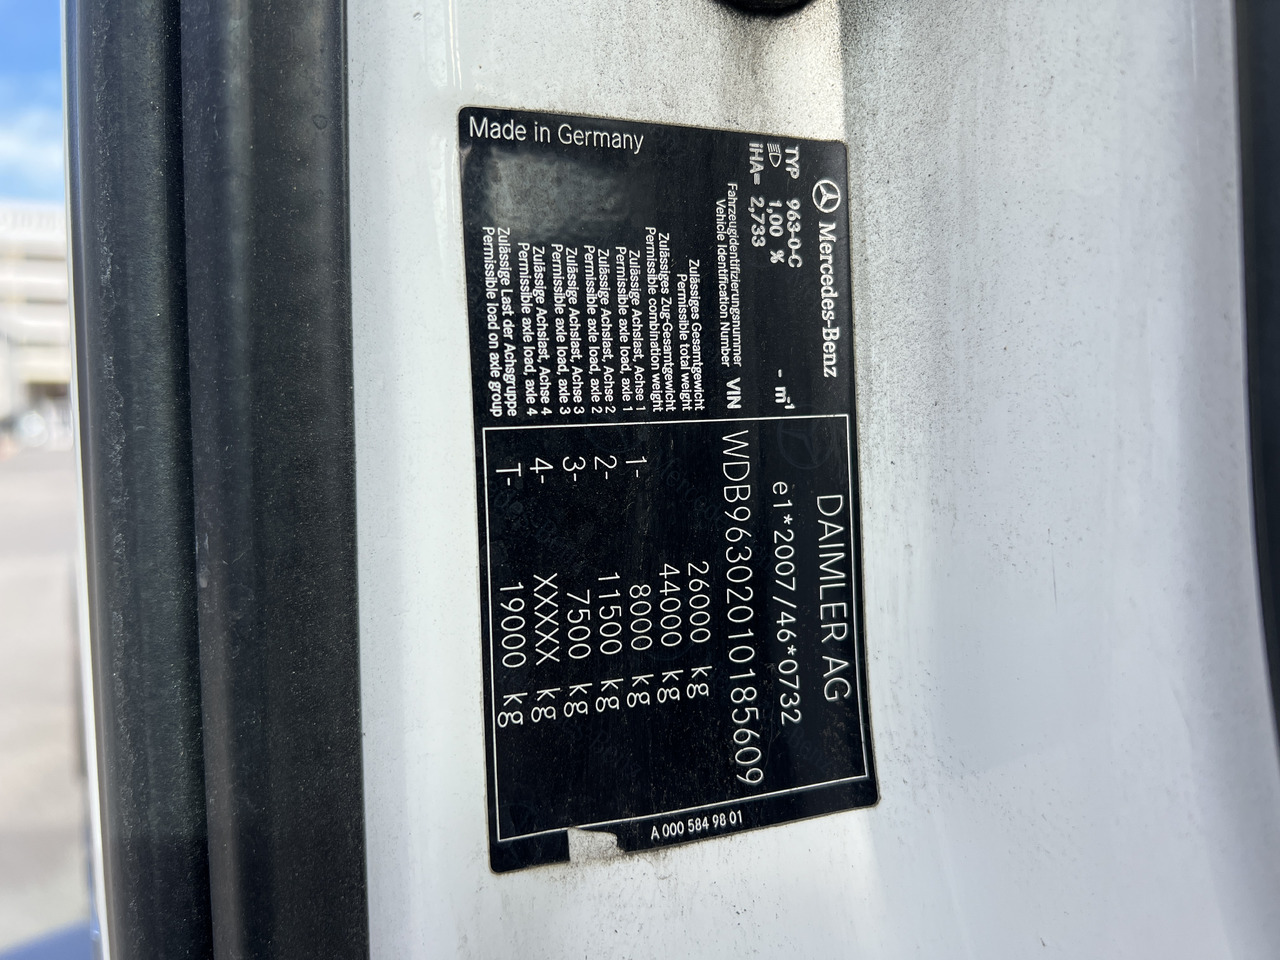 Mercedes-Benz
DAIMLER AG
TYP 963-0-C
1,00 % - m⁻¹
iHA= 2,733
e1*2007/46*0732
Fahrzeugidentifizierungsnummer
Vehicle Identification Number VIN WDB96302010185609
Zulässiges Gesamtgewicht
Permissible total weight 26000 kg
Zulässiges Zug-Gesamtgewicht
Permissible combination weight 44000 kg
Zulässige Achslast, Achse 1
Permissible axle load, axle 1 1- 8000 kg
Zulässige Achslast, Achse 2
Permissible axle load, axle 2 2- 11500 kg
Zulässige Achslast, Achse 3
Permissible axle load, axle 3 3- 7500 kg
Zulässige Achslast, Achse 4
Permissible axle load, axle 4 4- XXXXX kg
Zulässige Last der Achsgruppe
Permissible load on axle group T- 19000 kg
Made in Germany
A 000 584 98 01